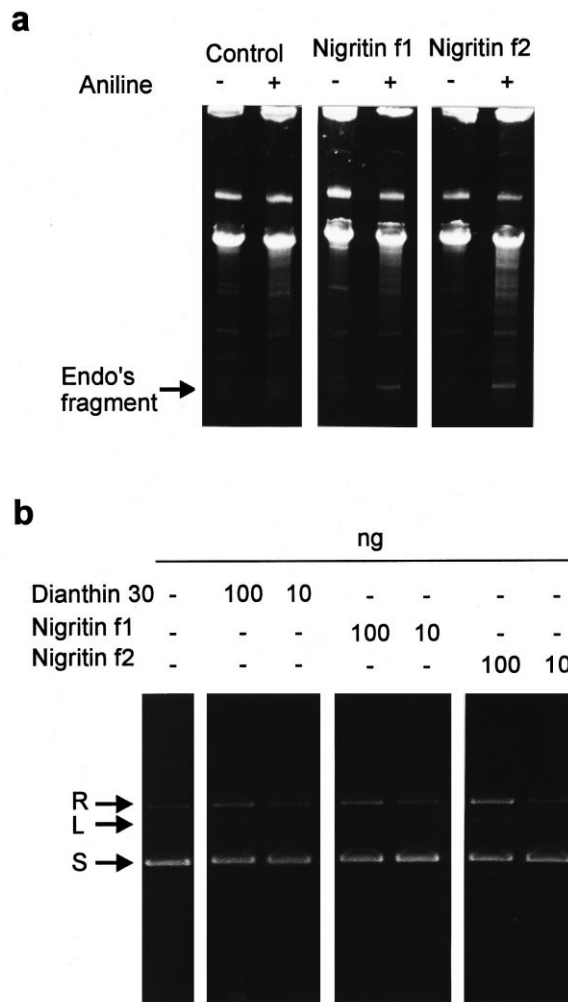 a
Control Nigritin f1 Nigritin f2
Aniline - + - + - +
Endo's
fragment
b
ng
Dianthin 30 - 100 10 - - - -
Nigritin f1 - - - 100 10 - -
Nigritin f2 - - - - - 100 10
R
L
S